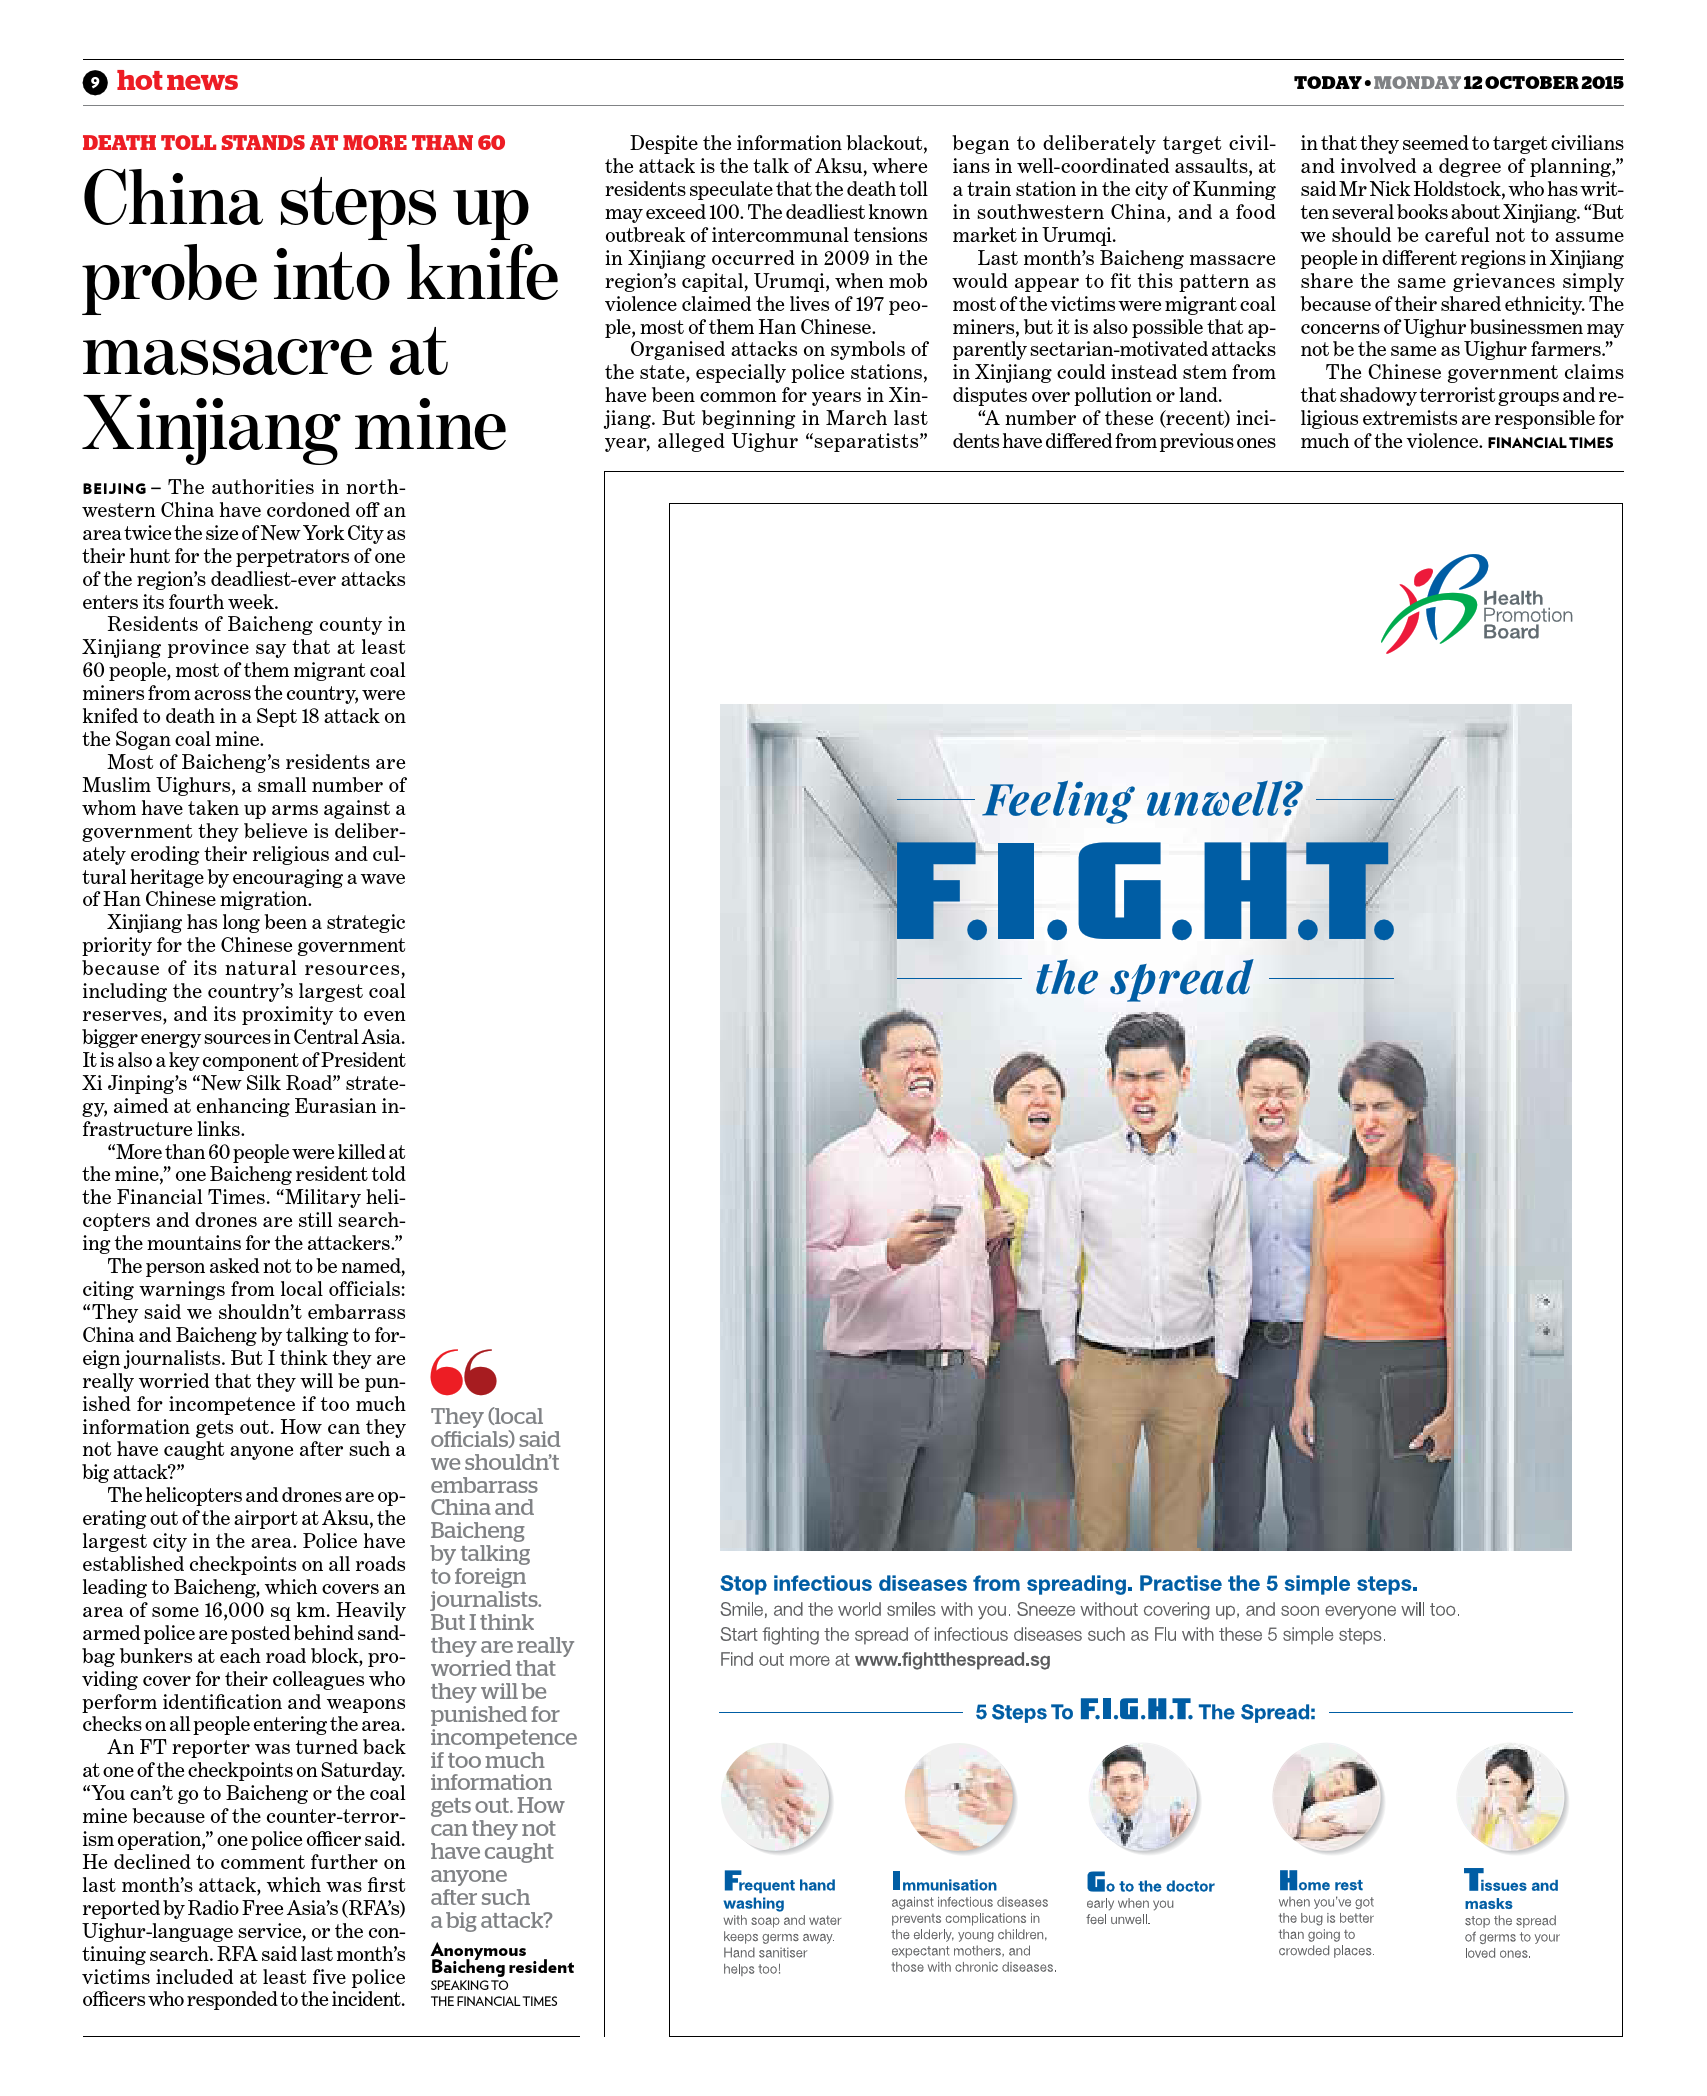 9 hot news
TODAY • MONDAY 12 OCTOBER 2015
DEATH TOLL STANDS AT MORE THAN 60
China steps up
probe into knife
massacre at
Xinjiang mine
BEIJING – The authorities in north-
western China have cordoned off an
area twice the size of New York City as
their hunt for the perpetrators of one
of the region’s deadliest-ever attacks
enters its fourth week.
Residents of Baicheng county in
Xinjiang province say that at least
60 people, most of them migrant coal
miners from across the country, were
knifed to death in a Sept 18 attack on
the Sogan coal mine.
Most of Baicheng’s residents are
Muslim Uighurs, a small number of
whom have taken up arms against a
government they believe is deliber-
ately eroding their religious and cul-
tural heritage by encouraging a wave
of Han Chinese migration.
Xinjiang has long been a strategic
priority for the Chinese government
because of its natural resources,
including the country’s largest coal
reserves, and its proximity to even
bigger energy sources in Central Asia.
It is also a key component of President
Xi Jinping’s “New Silk Road” strate-
gy, aimed at enhancing Eurasian in-
frastructure links.
“More than 60 people were killed at
the mine,” one Baicheng resident told
the Financial Times. “Military heli-
copters and drones are still search-
ing the mountains for the attackers.”
The person asked not to be named,
citing warnings from local officials:
“They said we shouldn’t embarrass
China and Baicheng by talking to for-
eign journalists. But I think they are
really worried that they will be pun-
ished for incompetence if too much
information gets out. How can they
not have caught anyone after such a
big attack?”
The helicopters and drones are op-
erating out of the airport at Aksu, the
largest city in the area. Police have
established checkpoints on all roads
leading to Baicheng, which covers an
area of some 16,000 sq km. Heavily
armed police are posted behind sand-
bag bunkers at each road block, pro-
viding cover for their colleagues who
perform identification and weapons
checks on all people entering the area.
An FT reporter was turned back
at one of the checkpoints on Saturday.
“You can’t go to Baicheng or the coal
mine because of the counter-terror-
ism operation,” one police officer said.
He declined to comment further on
last month’s attack, which was first
reported by Radio Free Asia’s (RFA’s)
Uighur-language service, or the con-
tinuing search. RFA said last month’s
victims included at least five police
officers who responded to the incident.
“
They (local
officials) said
we shouldn’t
embarrass
China and
Baicheng
by talking
to foreign
journalists.
But I think
they are really
worried that
they will be
punished for
incompetence
if too much
information
gets out. How
can they not
have caught
anyone
after such
a big attack?
Anonymous
Baicheng resident
SPEAKING TO
THE FINANCIAL TIMES
Despite the information blackout,
the attack is the talk of Aksu, where
residents speculate that the death toll
may exceed 100. The deadliest known
outbreak of intercommunal tensions
in Xinjiang occurred in 2009 in the
region’s capital, Urumqi, when mob
violence claimed the lives of 197 peo-
ple, most of them Han Chinese.
Organised attacks on symbols of
the state, especially police stations,
have been common for years in Xin-
jiang. But beginning in March last
year, alleged Uighur “separatists”
began to deliberately target civil-
ians in well-coordinated assaults, at
a train station in the city of Kunming
in southwestern China, and a food
market in Urumqi.
Last month’s Baicheng massacre
would appear to fit this pattern as
most of the victims were migrant coal
miners, but it is also possible that ap-
parently sectarian-motivated attacks
in Xinjiang could instead stem from
disputes over pollution or land.
“A number of these (recent) inci-
dents have differed from previous ones
in that they seemed to target civilians
and involved a degree of planning,”
said Mr Nick Holdstock, who has writ-
ten several books about Xinjiang. “But
we should be careful not to assume
people in different regions in Xinjiang
share the same grievances simply
because of their shared ethnicity. The
concerns of Uighur businessmen may
not be the same as Uighur farmers.”
The Chinese government claims
that shadowy terrorist groups and re-
ligious extremists are responsible for
much of the violence. FINANCIAL TIMES
Health
Promotion
Board
Feeling unwell?
F.I.G.H.T.
the spread
Stop infectious diseases from spreading. Practise the 5 simple steps.
Smile, and the world smiles with you. Sneeze without covering up, and soon everyone will too.
Start fighting the spread of infectious diseases such as Flu with these 5 simple steps.
Find out more at www.fightthespread.sg
5 Steps To F.I.G.H.T. The Spread:
Frequent hand
washing
with soap and water
keeps germs away.
Hand sanitiser
helps too!
Immunisation
against infectious diseases
prevents complications in
the elderly, young children,
expectant mothers, and
those with chronic diseases.
Go to the doctor
early when you
feel unwell.
Home rest
when you’ve got
the bug is better
than going to
crowded places.
Tissues and
masks
stop the spread
of germs to your
loved ones.